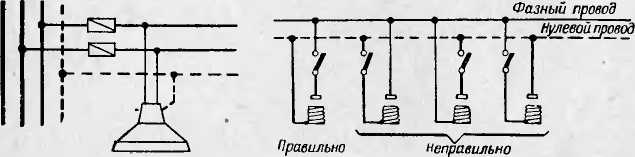 Фазный провод
Нулевой провод
Правильно
неправильно